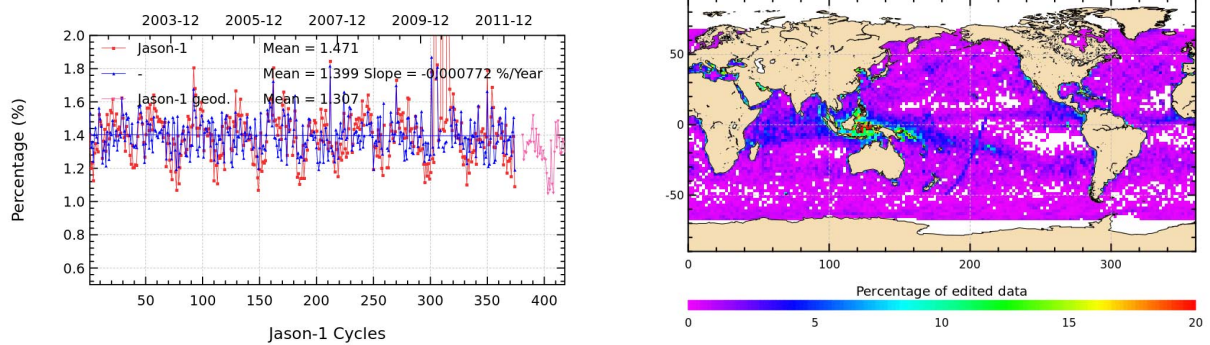 2003-12 2005-12 2007-12 2009-12 2011-12
2.0
1.8
1.6
1.4
1.2
1.0
0.8
0.6
Percentage (%)
Jason-1 Mean = 1.471
- Mean = 1.399 Slope = -0.000772 %/Year
Jason-1 geod. Mean = 1.307
50 100 150 200 250 300 350 400
Jason-1 Cycles
50
0
-50
0 100 200 300
Percentage of edited data
0 5 10 15 20